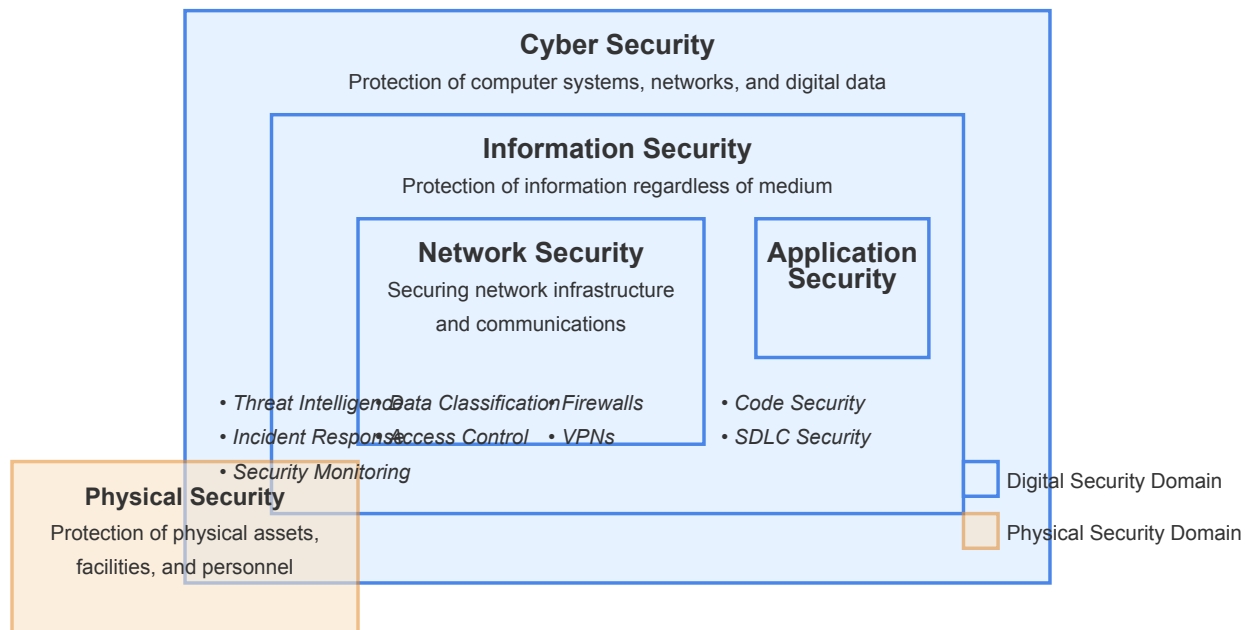 Cyber Security
Protection of computer systems, networks, and digital data
Information Security
Protection of information regardless of medium
Network Security
Securing network infrastructure
and communications
Application
Security
• Threat Intelligence
• Incident Response
• Security Monitoring
• Data Classification
• Access Control
• Firewalls
• VPNs
• Code Security
• SDLC Security
Physical Security
Protection of physical assets,
facilities, and personnel
Digital Security Domain
Physical Security Domain